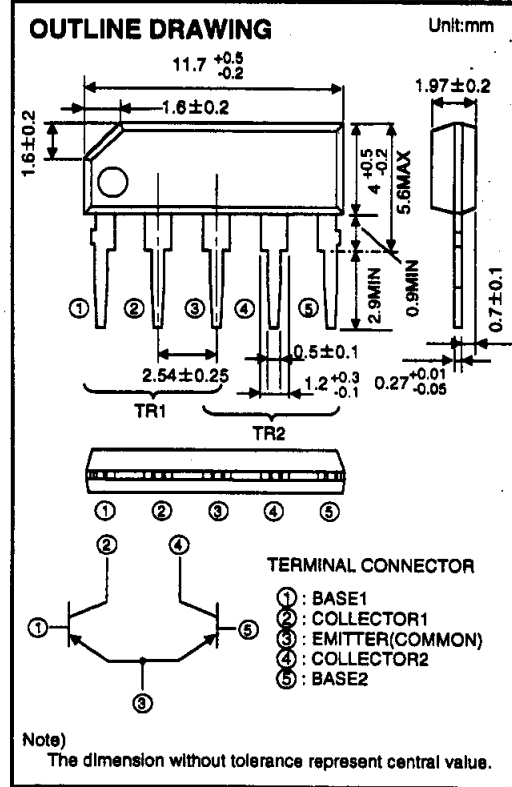 OUTLINE DRAWING
Unit:mm
11.7 +0.5 -0.2
1.6±0.2
1.97±0.2
1.6±0.2
4 +0.5 -0.2
5.6MAX
① ② ③ ④ ⑤
2.9MIN
0.9MIN
0.7±0.1
0.5±0.1
2.54±0.25
1.2 +0.3 -0.1
0.27 +0.01 -0.05
TR1
TR2
① ② ③ ④ ⑤
② ④
① ⑤
③
TERMINAL CONNECTOR
① : BASE1
② : COLLECTOR1
③ : EMITTER(COMMON)
④ : COLLECTOR2
⑤ : BASE2
Note)
The dimension without tolerance represent central value.